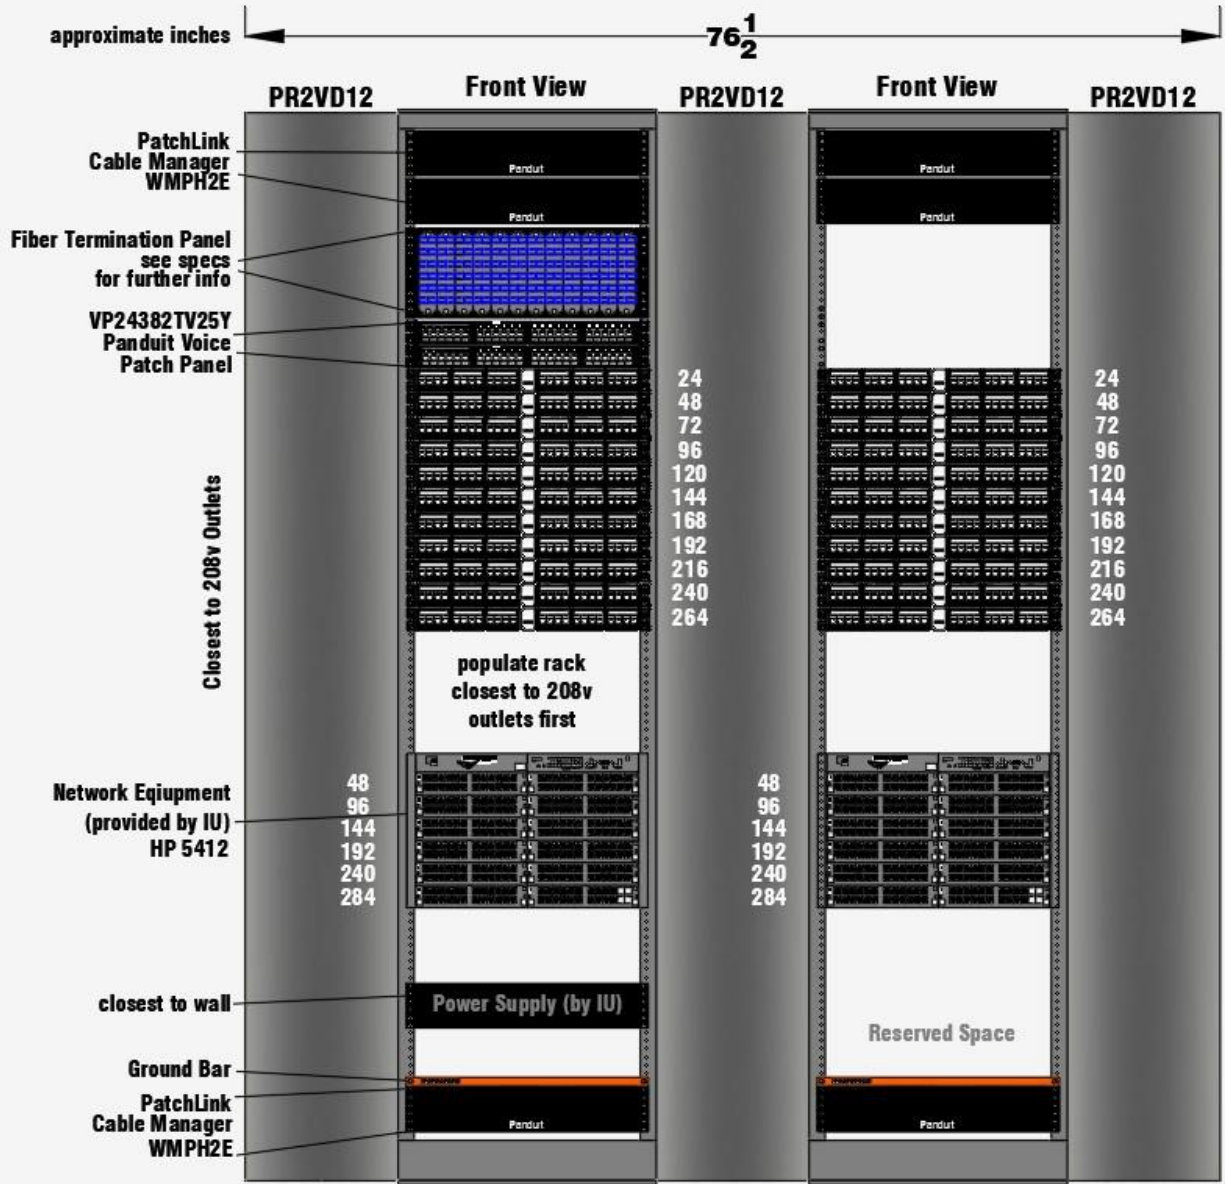 approximate inches
76 1/2
PR2VD12
Front View
PR2VD12
Front View
PR2VD12
PatchLink
Cable Manager
WMPH2E
Panduit
Panduit
Panduit
Panduit
Fiber Termination Panel
see specs
for further info
VP24382TV25Y
Panduit Voice
Patch Panel
24
48
72
96
120
144
168
192
216
240
264
24
48
72
96
120
144
168
192
216
240
264
Closest to 208v Outlets
populate rack
closest to 208v
outlets first
Network Eqiupment
(provided by IU)
HP 5412
48
96
144
192
240
284
48
96
144
192
240
284
closest to wall
Power Supply (by IU)
Reserved Space
Ground Bar
PatchLink
Cable Manager
WMPH2E
Panduit
Panduit